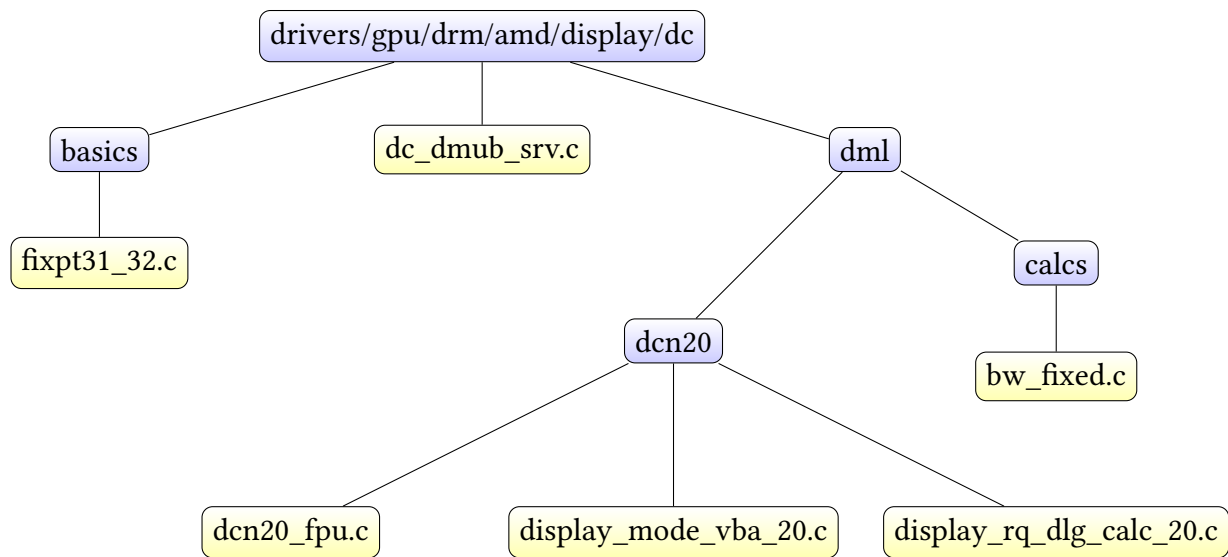 drivers/gpu/drm/amd/display/dc
basics
dc_dmub_srv.c
dml
fixpt31_32.c
calcs
dcn20
bw_fixed.c
dcn20_fpu.c
display_mode_vba_20.c
display_rq_dlg_calc_20.c